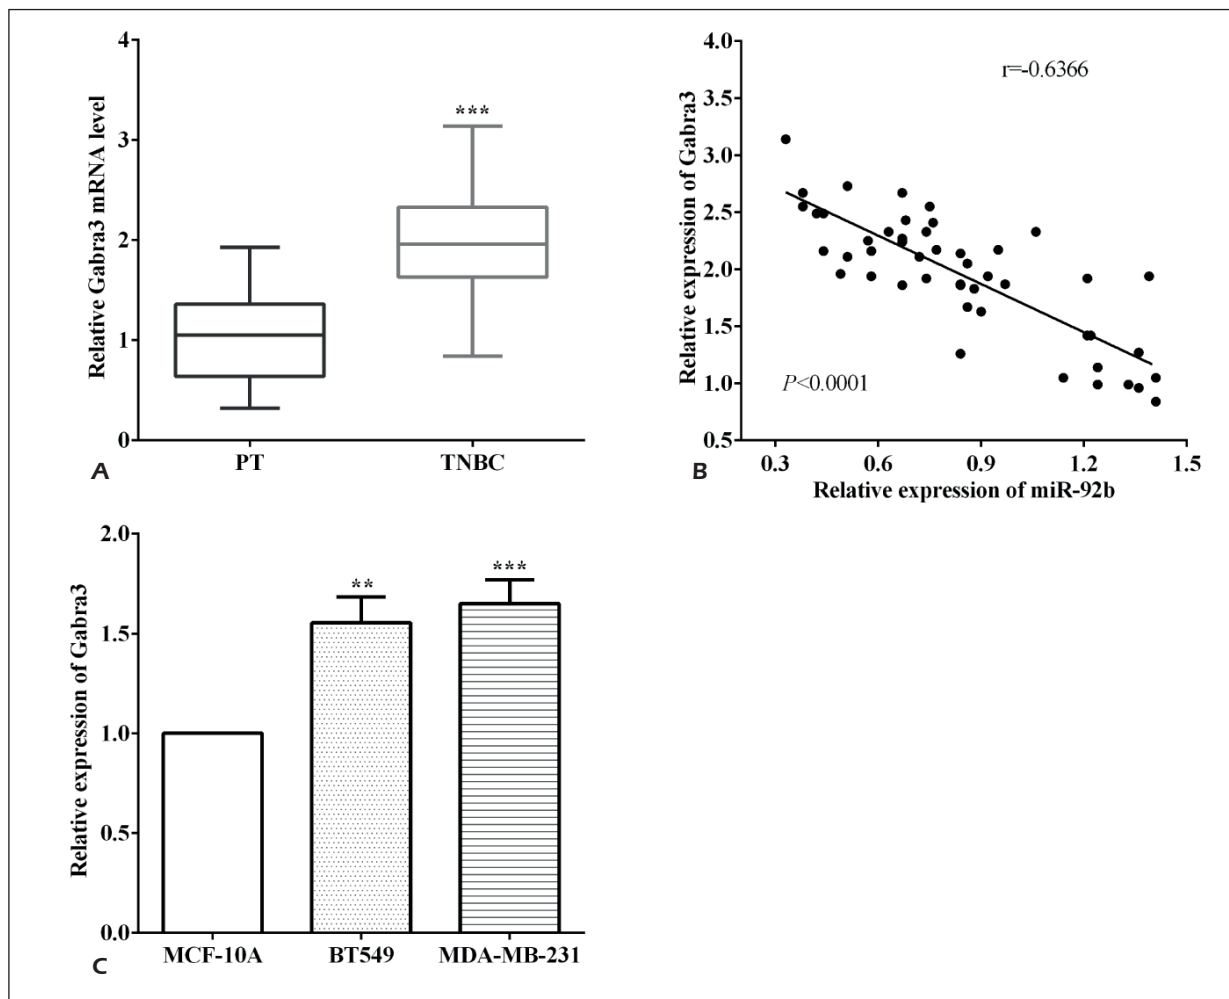 4
3
2
1
0
Relative Gabra3 mRNA level
***
PT
TNBC
A
4.0
3.5
3.0
2.5
2.0
1.5
1.0
0.5
Relative expression of Gabra3
r=-0.6366
P<0.0001
0.3
0.6
0.9
1.2
1.5
Relative expression of miR-92b
B
2.0
1.5
1.0
0.5
0.0
Relative expression of Gabra3
**
***
MCF-10A
BT549
MDA-MB-231
C